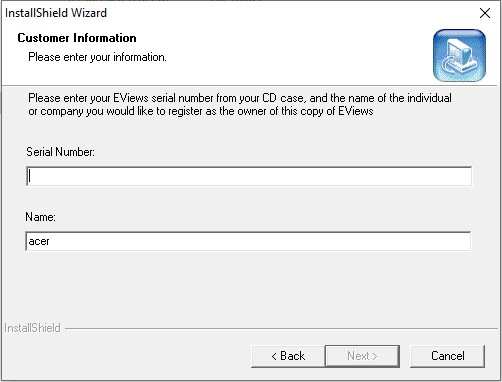 InstallShield Wizard
Customer Information
Please enter your information.
Please enter your EViews serial number from your CD case, and the name of the individual
or company you would like to register as the owner of this copy of EViews
Serial Number:
Name:
acer
InstallShield
< Back
Next >
Cancel